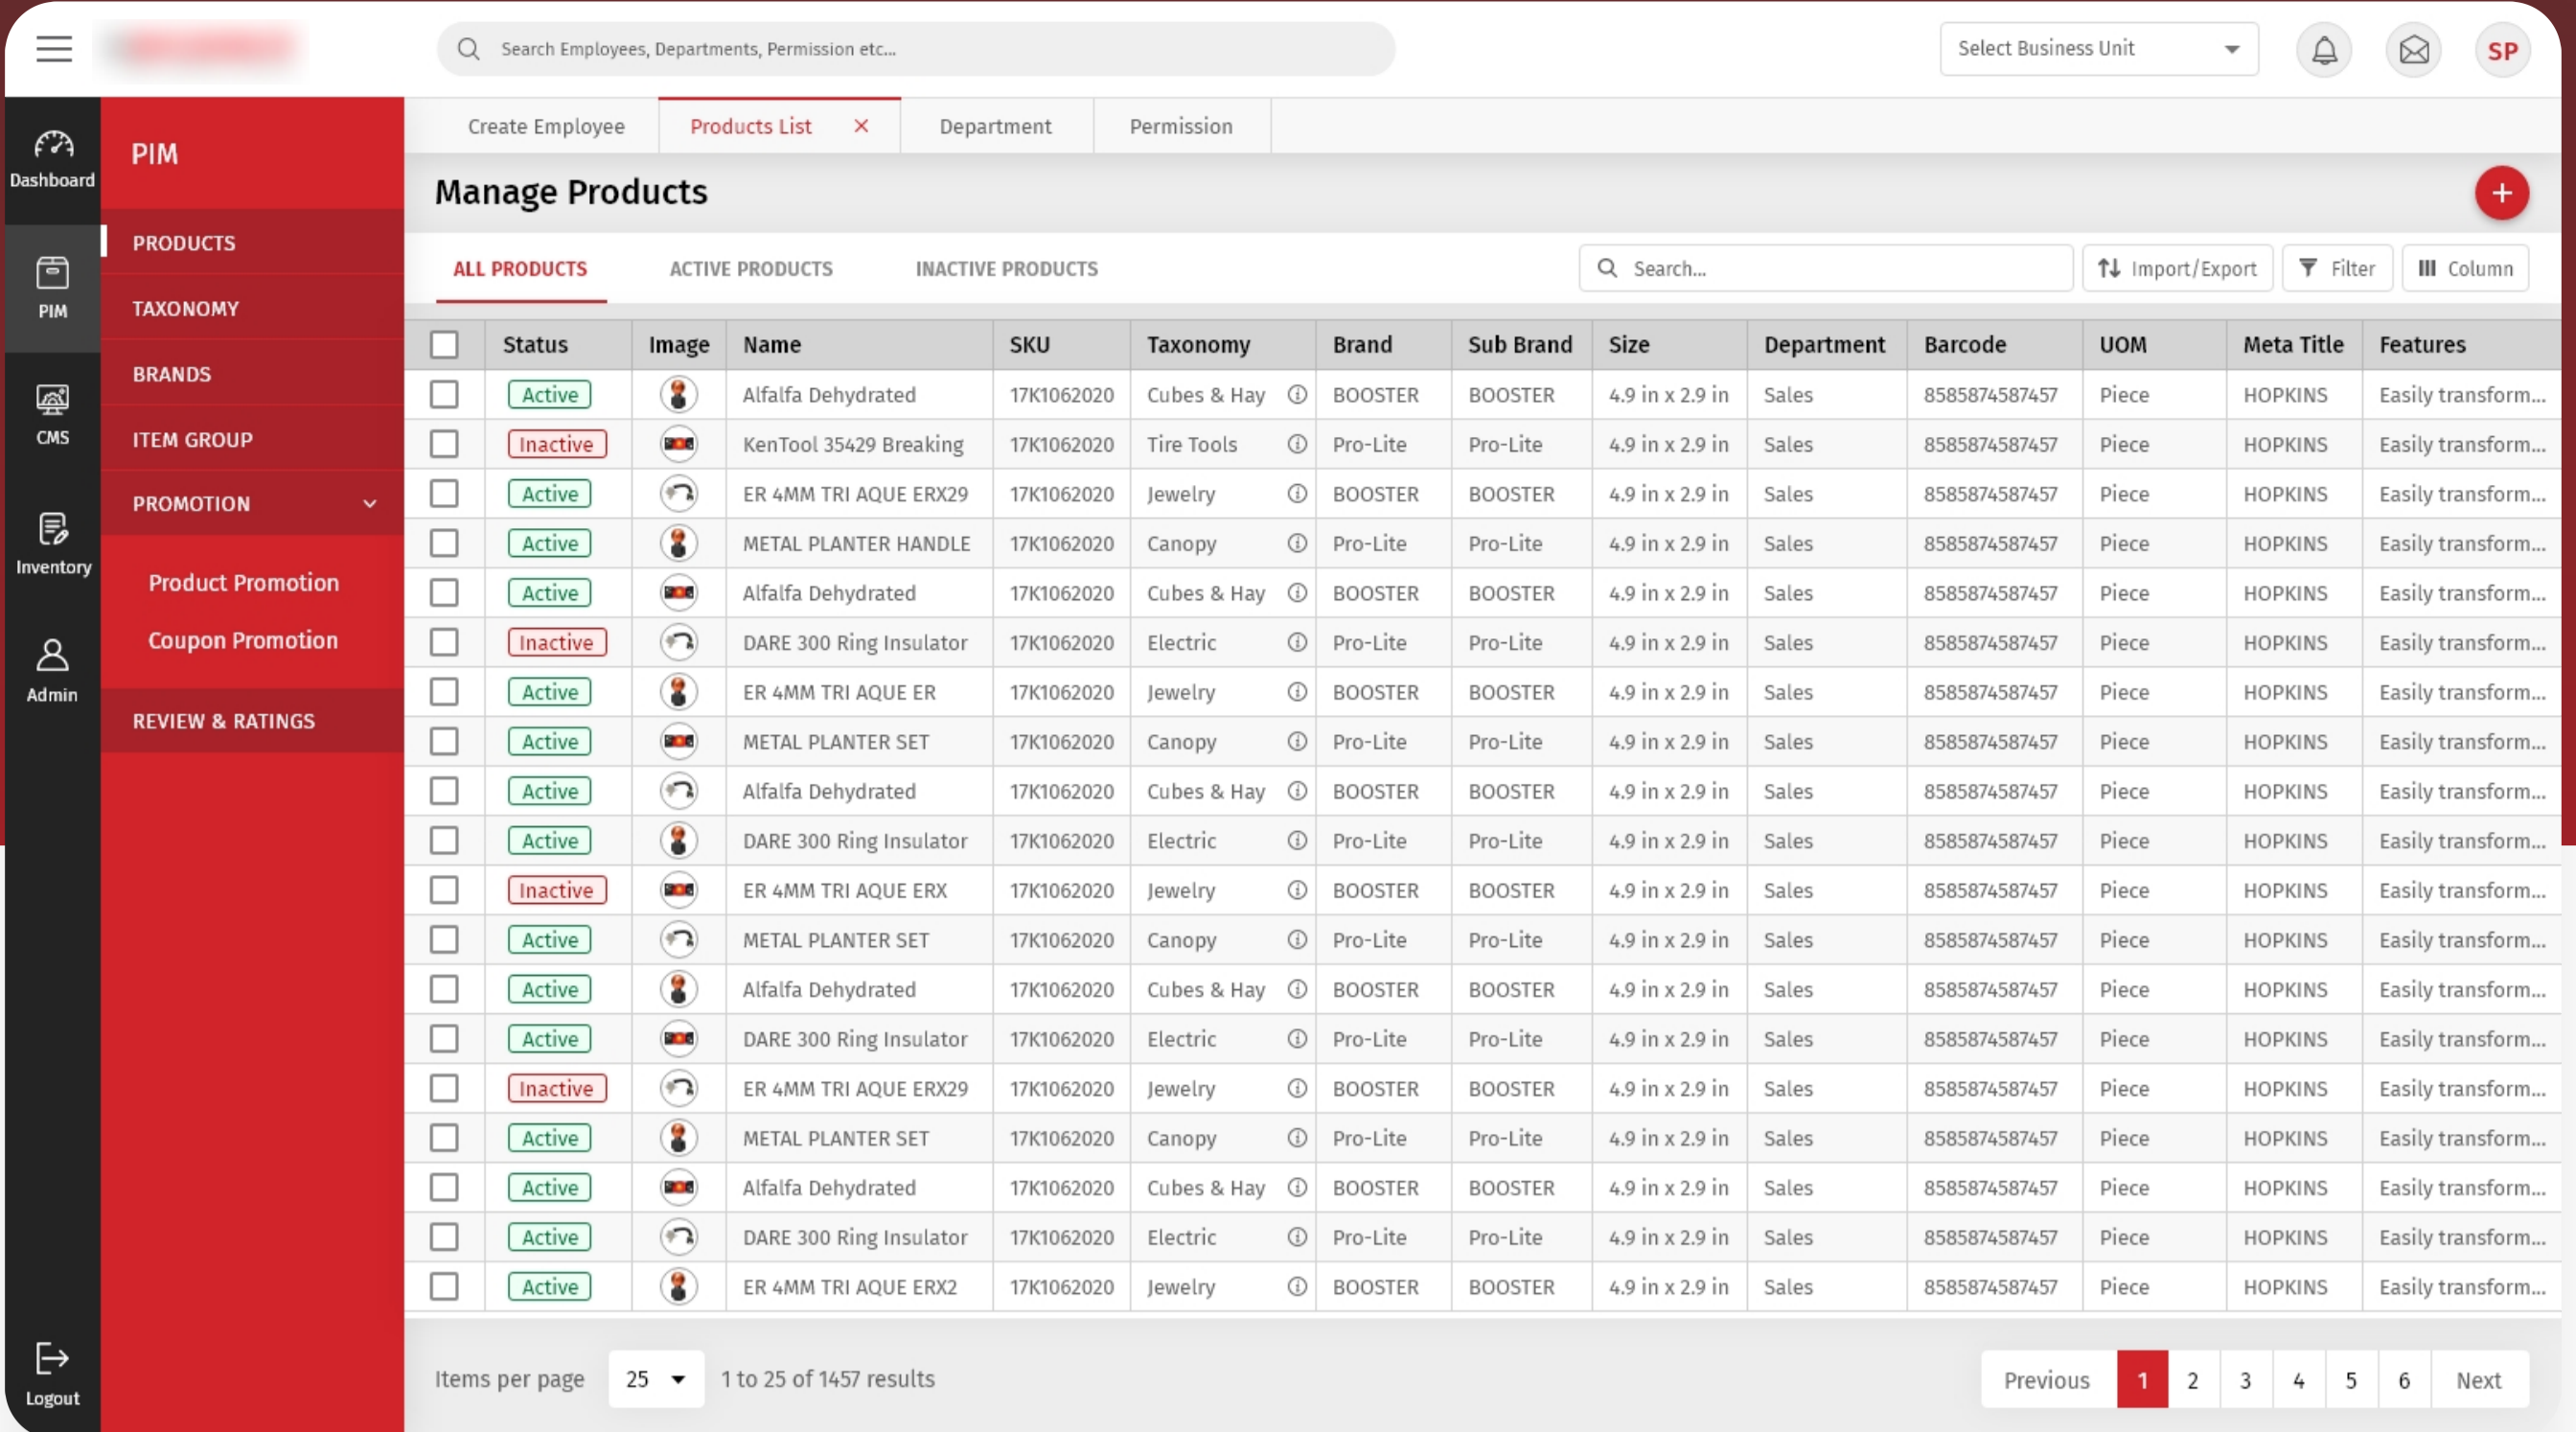 Search Employees, Departments, Permission etc...
Select Business Unit
SP
Dashboard
PIM
CMS
Inventory
Admin
Logout
PIM
PRODUCTS
TAXONOMY
BRANDS
ITEM GROUP
PROMOTION
Product Promotion
Coupon Promotion
REVIEW & RATINGS
Create Employee Products List Department Permission
Manage Products
ALL PRODUCTS ACTIVE PRODUCTS INACTIVE PRODUCTS Search... Import/Export Filter Column
Status Image Name SKU Taxonomy Brand Sub Brand Size Department Barcode UOM Meta Title Features
Active Alfalfa Dehydrated 17K1062020 Cubes & Hay BOOSTER BOOSTER 4.9 in x 2.9 in Sales 8585874587457 Piece HOPKINS Easily transform...
Inactive KenTool 35429 Breaking 17K1062020 Tire Tools Pro-Lite Pro-Lite 4.9 in x 2.9 in Sales 8585874587457 Piece HOPKINS Easily transform...
Active ER 4MM TRI AQUE ERX29 17K1062020 Jewelry BOOSTER BOOSTER 4.9 in x 2.9 in Sales 8585874587457 Piece HOPKINS Easily transform...
Active METAL PLANTER HANDLE 17K1062020 Canopy Pro-Lite Pro-Lite 4.9 in x 2.9 in Sales 8585874587457 Piece HOPKINS Easily transform...
Active Alfalfa Dehydrated 17K1062020 Cubes & Hay BOOSTER BOOSTER 4.9 in x 2.9 in Sales 8585874587457 Piece HOPKINS Easily transform...
Inactive DARE 300 Ring Insulator 17K1062020 Electric Pro-Lite Pro-Lite 4.9 in x 2.9 in Sales 8585874587457 Piece HOPKINS Easily transform...
Active ER 4MM TRI AQUE ER 17K1062020 Jewelry BOOSTER BOOSTER 4.9 in x 2.9 in Sales 8585874587457 Piece HOPKINS Easily transform...
Active METAL PLANTER SET 17K1062020 Canopy Pro-Lite Pro-Lite 4.9 in x 2.9 in Sales 8585874587457 Piece HOPKINS Easily transform...
Active Alfalfa Dehydrated 17K1062020 Cubes & Hay BOOSTER BOOSTER 4.9 in x 2.9 in Sales 8585874587457 Piece HOPKINS Easily transform...
Active DARE 300 Ring Insulator 17K1062020 Electric Pro-Lite Pro-Lite 4.9 in x 2.9 in Sales 8585874587457 Piece HOPKINS Easily transform...
Inactive ER 4MM TRI AQUE ERX 17K1062020 Jewelry BOOSTER BOOSTER 4.9 in x 2.9 in Sales 8585874587457 Piece HOPKINS Easily transform...
Active METAL PLANTER SET 17K1062020 Canopy Pro-Lite Pro-Lite 4.9 in x 2.9 in Sales 8585874587457 Piece HOPKINS Easily transform...
Active Alfalfa Dehydrated 17K1062020 Cubes & Hay BOOSTER BOOSTER 4.9 in x 2.9 in Sales 8585874587457 Piece HOPKINS Easily transform...
Active DARE 300 Ring Insulator 17K1062020 Electric Pro-Lite Pro-Lite 4.9 in x 2.9 in Sales 8585874587457 Piece HOPKINS Easily transform...
Inactive ER 4MM TRI AQUE ERX29 17K1062020 Jewelry BOOSTER BOOSTER 4.9 in x 2.9 in Sales 8585874587457 Piece HOPKINS Easily transform...
Active METAL PLANTER SET 17K1062020 Canopy Pro-Lite Pro-Lite 4.9 in x 2.9 in Sales 8585874587457 Piece HOPKINS Easily transform...
Active Alfalfa Dehydrated 17K1062020 Cubes & Hay BOOSTER BOOSTER 4.9 in x 2.9 in Sales 8585874587457 Piece HOPKINS Easily transform...
Active DARE 300 Ring Insulator 17K1062020 Electric Pro-Lite Pro-Lite 4.9 in x 2.9 in Sales 8585874587457 Piece HOPKINS Easily transform...
Active ER 4MM TRI AQUE ERX2 17K1062020 Jewelry BOOSTER BOOSTER 4.9 in x 2.9 in Sales 8585874587457 Piece HOPKINS Easily transform...
Items per page 25 1 to 25 of 1457 results Previous 1 2 3 4 5 6 Next